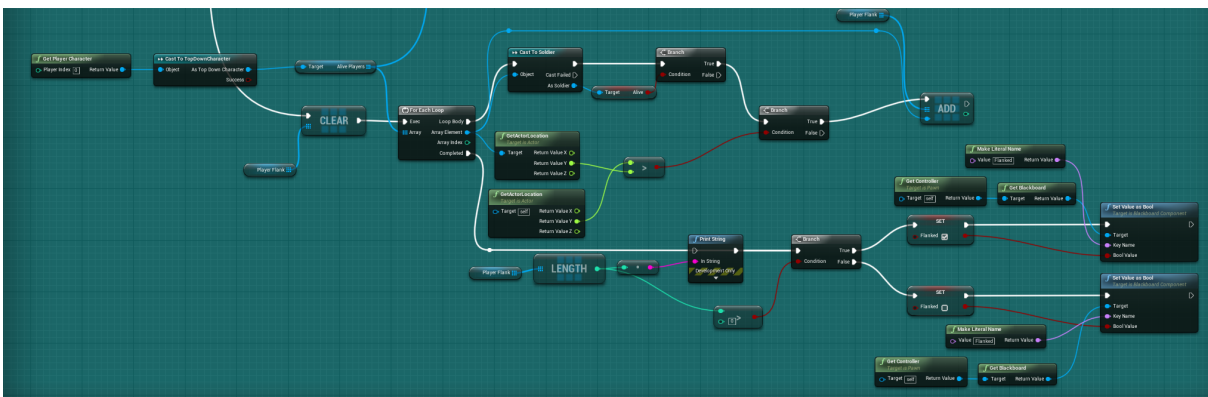 Player Flank
Get Player Character
Player Index 0 Return Value
Cast To TopDownCharacter
Object As Top Down Character
Success
Target Alive Players
CLEAR
Player Flank
For Each Loop
Exec Loop Body
Array Array Element
Array Index
Completed
Cast To Soldier
Object Cast Failed
As Soldier
Target Alive
Branch
True
Condition False
Branch
True
Condition False
ADD
GetActorLocation
Target is Actor
Target Return Value X
Return Value Y
Return Value Z
>
GetActorLocation
Target is Actor
Target self Return Value X
Return Value Y
Return Value Z
Player Flank
LENGTH
Print String
In String
Development Only
0 >
Branch
True
Condition False
Make Literal Name
Value Flanked Return Value
Get Controller
Target is Pawn
Target self Return Value
Get Blackboard
Target Return Value
SET
Flanked
Set Value as Bool
Target is Blackboard Component
Target
Key Name
Bool Value
SET
Flanked
Set Value as Bool
Target is Blackboard Component
Target
Key Name
Bool Value
Make Literal Name
Value Flanked Return Value
Get Controller
Target is Pawn
Target self Return Value
Get Blackboard
Target Return Value